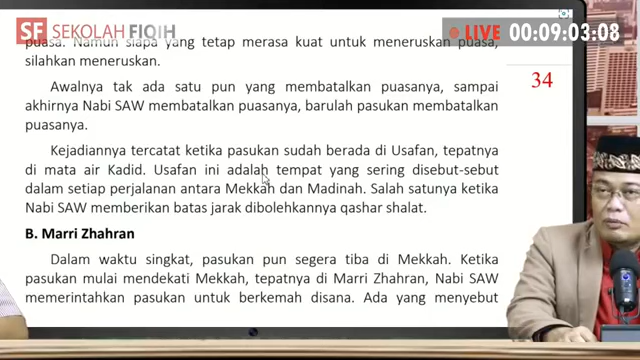 SF SEKOLAH FIQIH
LIVE 00:09:03:08
puasa. Namun siapa yang tetap merasa kuat untuk meneruskan puasa,
silahkan meneruskan.
34
Awalnya tak ada satu pun yang membatalkan puasanya, sampai
akhirnya Nabi SAW membatalkan puasanya, barulah pasukan membatalkan
puasanya.
Kejadiannya tercatat ketika pasukan sudah berada di Usafan, tepatnya
di mata air Kadid. Usafan ini adalah tempat yang sering disebut-sebut
dalam setiap perjalanan antara Mekkah dan Madinah. Salah satunya ketika
Nabi SAW memberikan batas jarak dibolehkannya qashar shalat.
B. Marri Zhahran
Dalam waktu singkat, pasukan pun segera tiba di Mekkah. Ketika
pasukan mulai mendekati Mekkah, tepatnya di Marri Zhahran, Nabi SAW
memerintahkan pasukan untuk berkemah disana. Ada yang menyebut